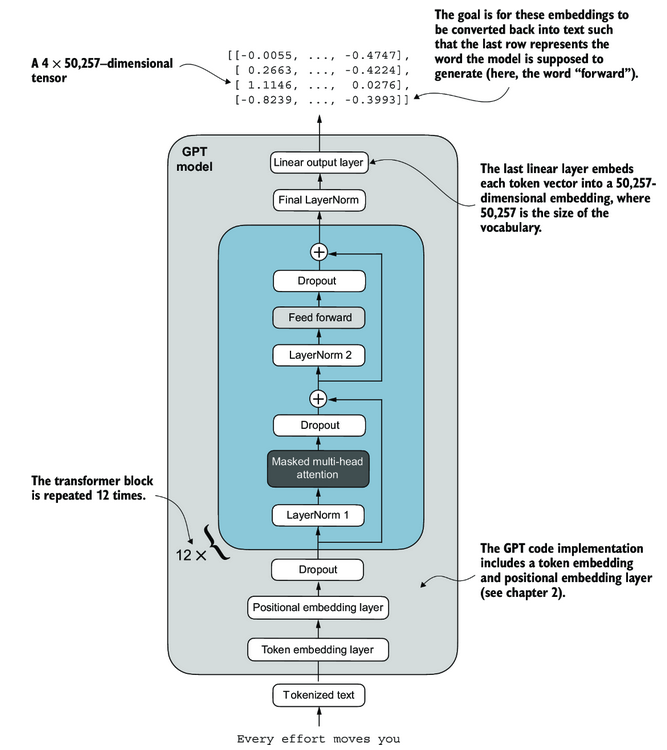 The goal is for these embeddings to
be converted back into text such
that the last row represents the
word the model is supposed to
generate (here, the word “forward”).
A 4 × 50,257–dimensional
tensor
[[-0.0055, ..., -0.4747],
[ 0.2663, ..., -0.4224],
[ 1.1146, ..., 0.0276],
[-0.8239, ..., -0.3993]]
GPT
model
Linear output layer
The last linear layer embeds
each token vector into a 50,257-
dimensional embedding, where
50,257 is the size of the
vocabulary.
Final LayerNorm
+
Dropout
Feed forward
LayerNorm 2
+
Dropout
Masked multi-head
attention
The transformer block
is repeated 12 times.
LayerNorm 1
12 ×
Dropout
The GPT code implementation
includes a token embedding
and positional embedding layer
(see chapter 2).
Positional embedding layer
Token embedding layer
Tokenized text
Every effort moves you